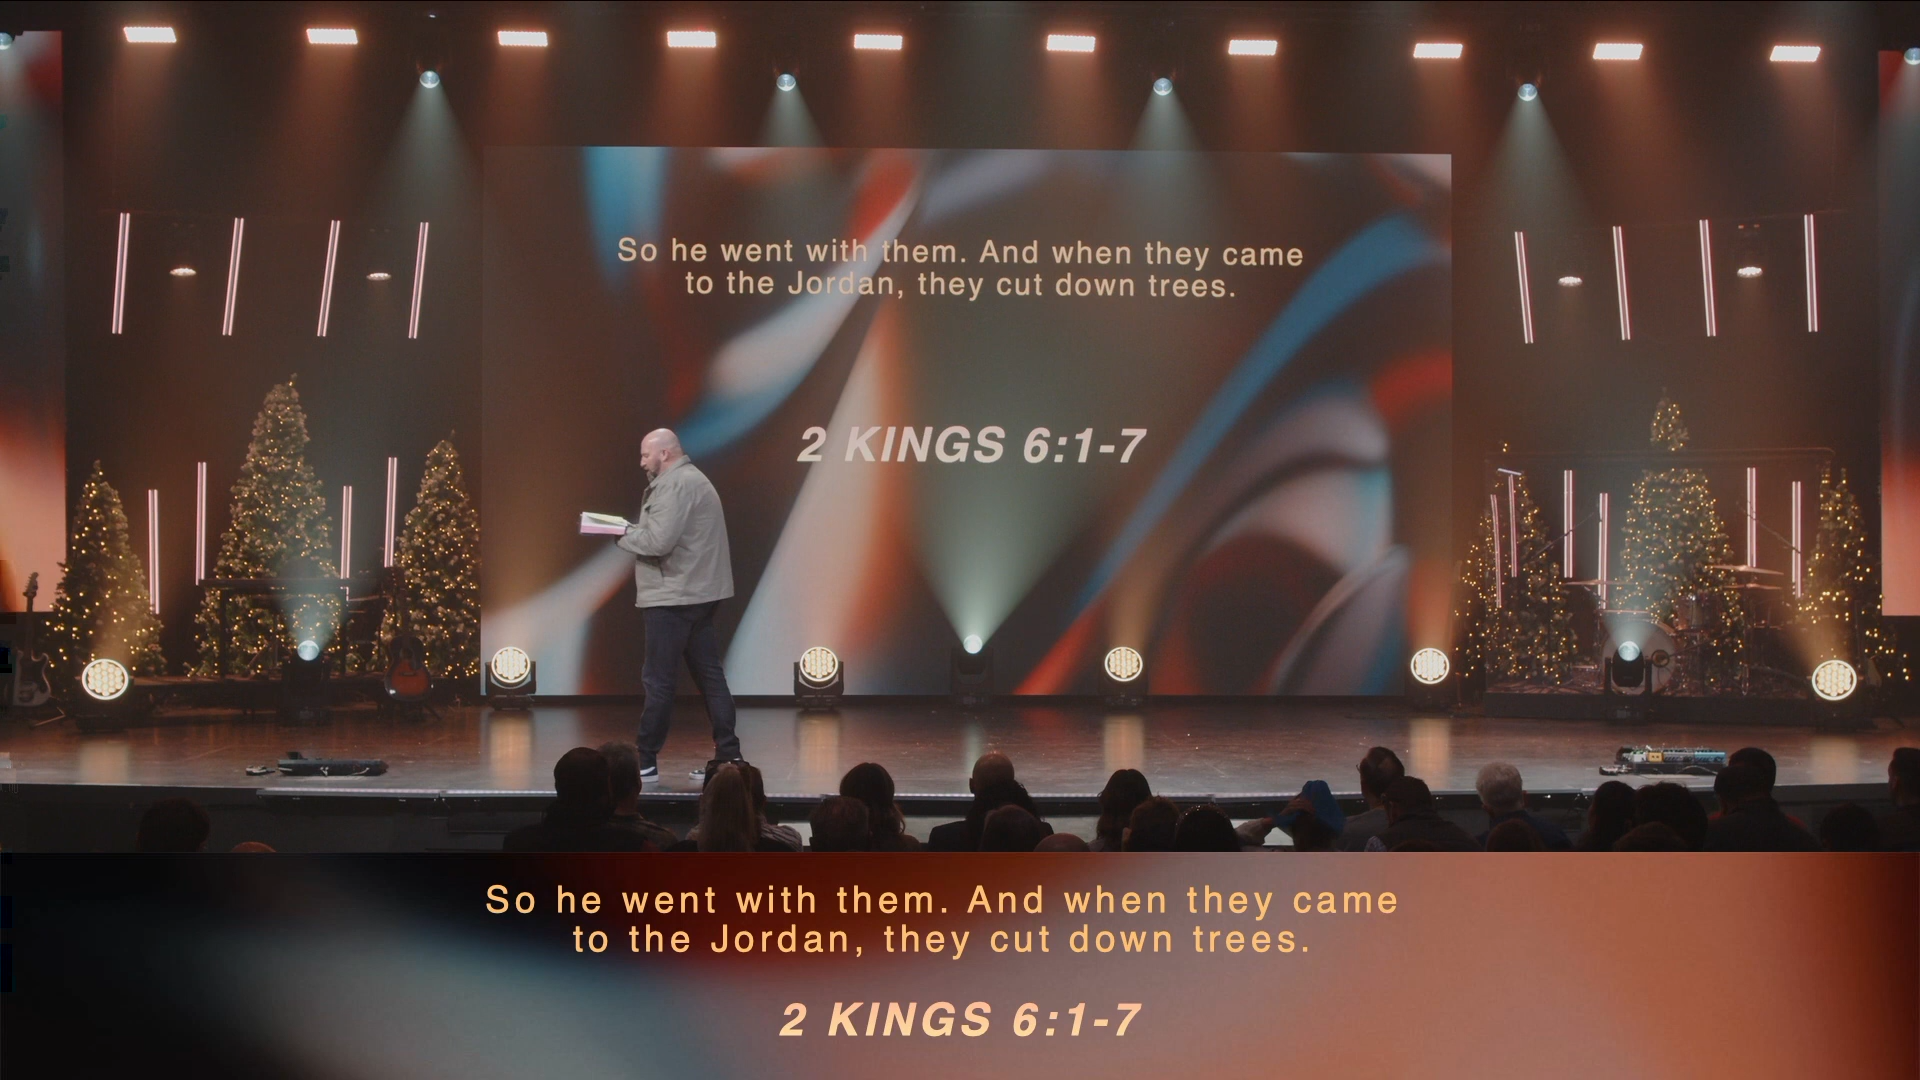 So he went with them. And when they came
to the Jordan, they cut down trees.
2 KINGS 6:1-7
So he went with them. And when they came
to the Jordan, they cut down trees.
2 KINGS 6:1-7